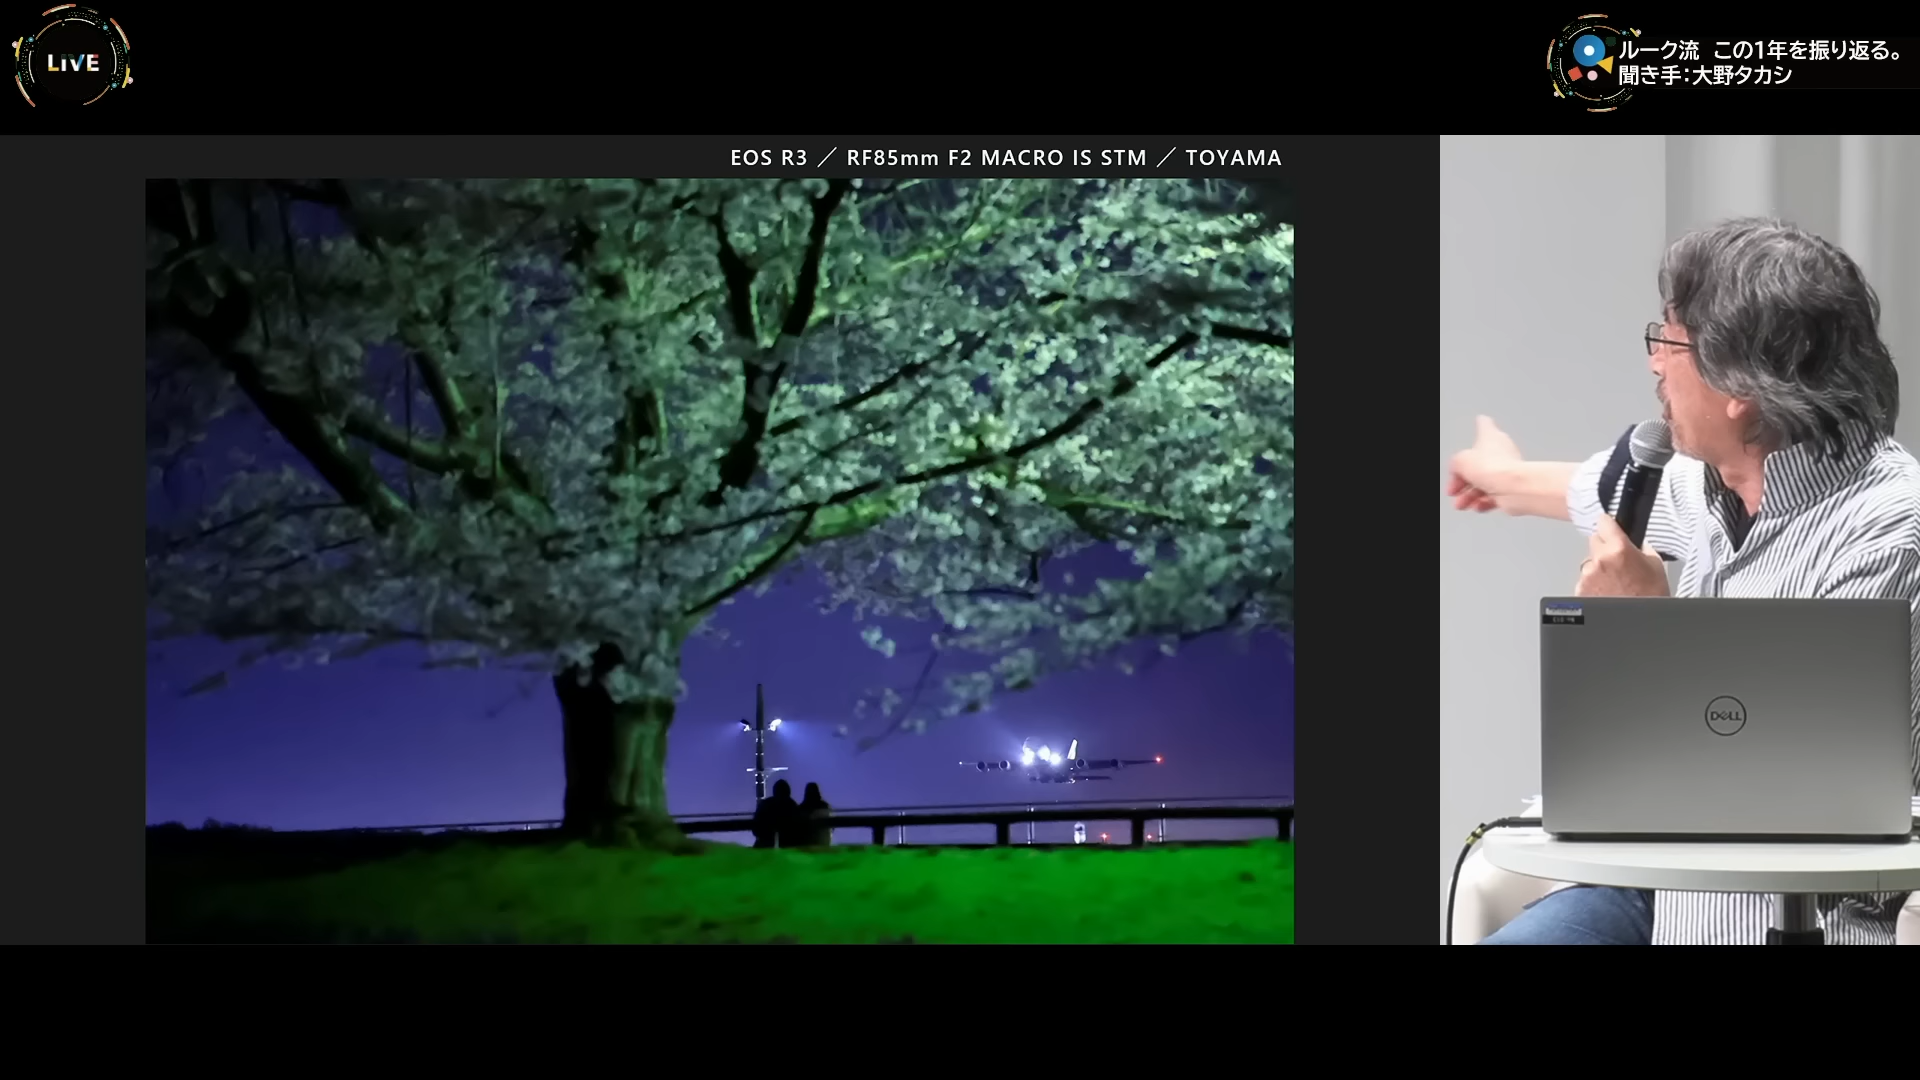 LIVE
ルーク流 この1年を振り返る。
聞き手:大野タカシ
EOS R3 ／ RF85mm F2 MACRO IS STM ／ TOYAMA
DELL